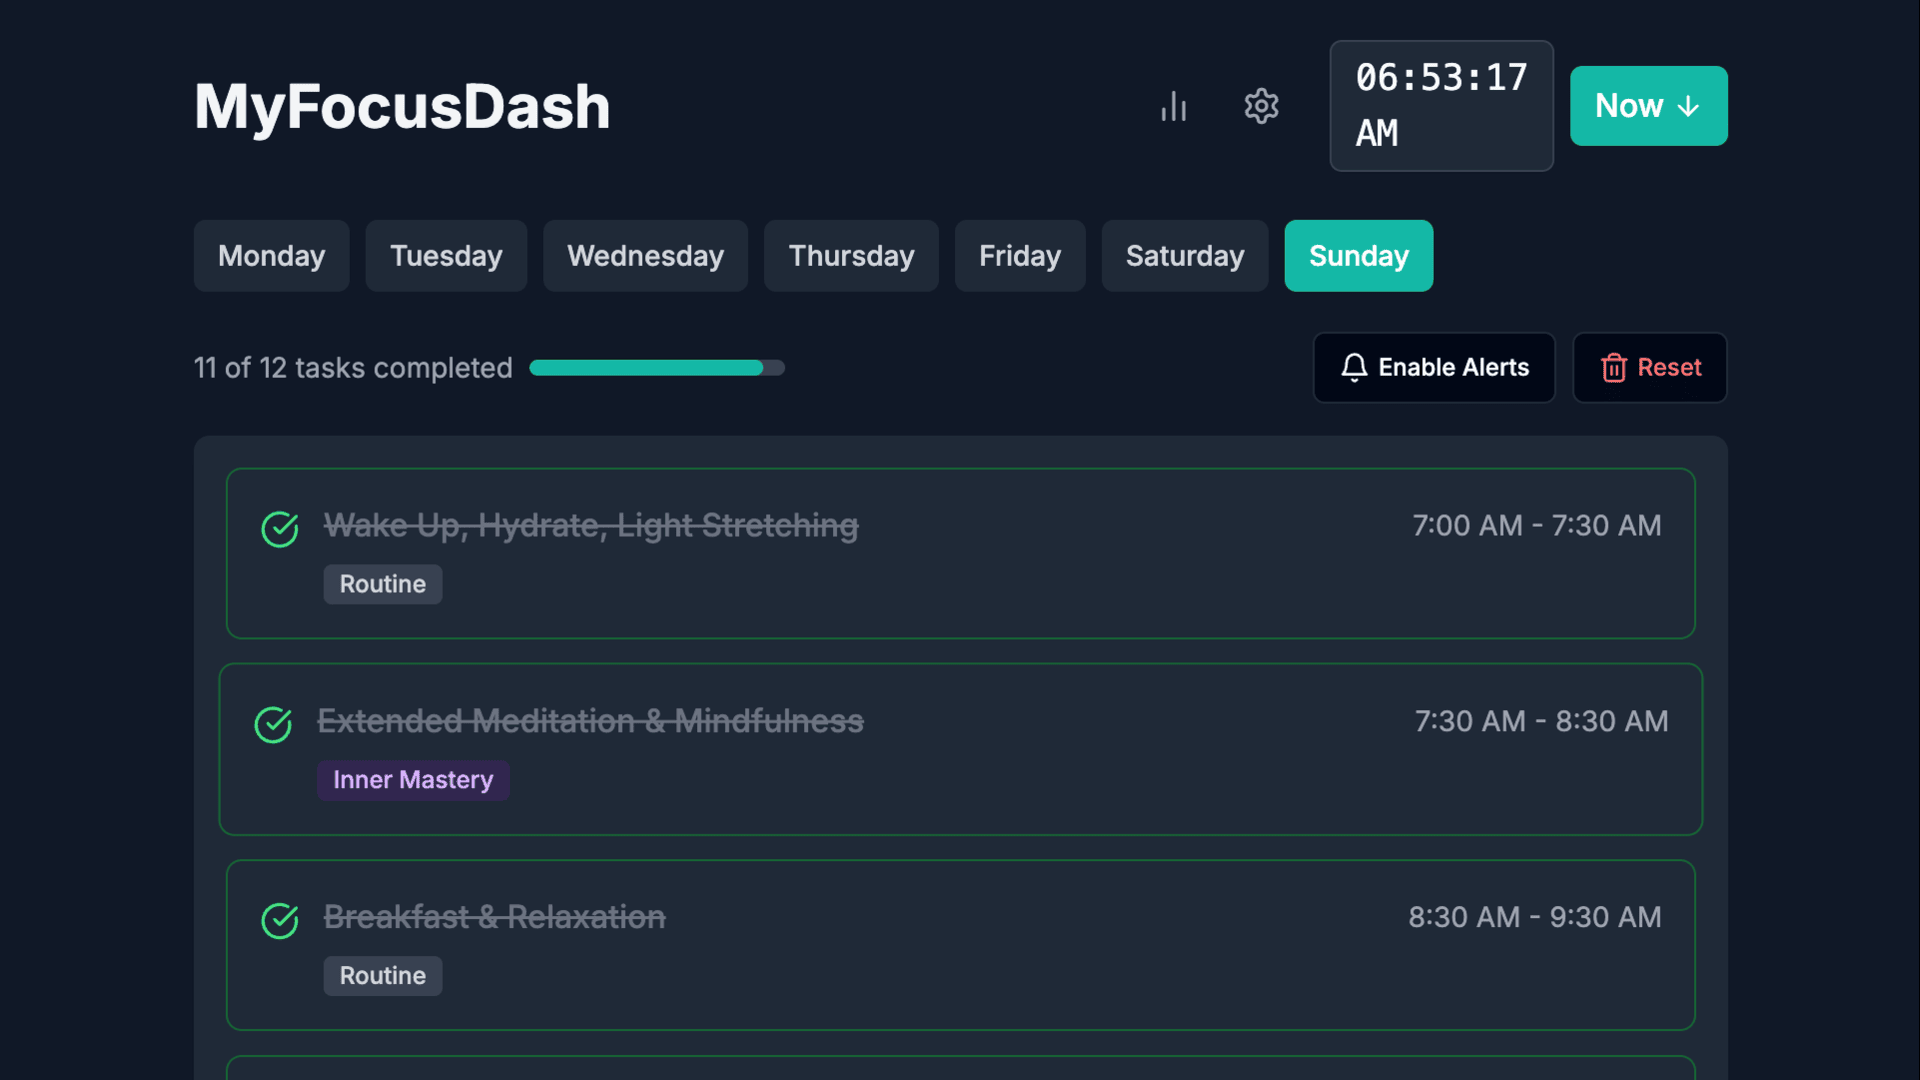 MyFocusDash
06:53:17
AM
Now ↓
Monday
Tuesday
Wednesday
Thursday
Friday
Saturday
Sunday
11 of 12 tasks completed
Enable Alerts
Reset
Wake Up, Hydrate, Light Stretching
7:00 AM - 7:30 AM
Routine
Extended Meditation & Mindfulness
7:30 AM - 8:30 AM
Inner Mastery
Breakfast & Relaxation
8:30 AM - 9:30 AM
Routine